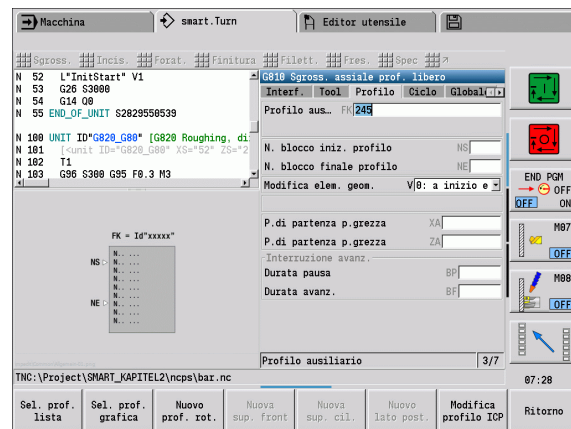 Macchina
smart.Turn
Editor utensile
Sgross.
Incis.
Forat.
Finitura
Filett.
Fres.
Spec
N 52 L"InitStart" V1
N 53 G26 S3000
N 54 G14 Q0
N 55 END_OF_UNIT S2829550539
N 100 UNIT ID"G820_G80" [G820 Roughing, di
N 101 [<unit ID="G820_G80" XS="52" ZS="2
N 102 T1
N 103 G96 S300 G95 F0.3 M3
G810 Sgross. assiale prof. libero
Interf. Tool Profilo Ciclo Global
Profilo aus… FK 245
N. blocco iniz. profilo NS
N. blocco finale profilo NE
Modifica elem. geom. V 0: a inizio e
P.di partenza p.grezza XA
P.di partenza p.grezza ZA
Interruzione avanz.
Durata pausa BP
Durata avanz. BF
FK = Id"xxxxx"
N.. ...
NS N.. ...
N.. ...
N.. ...
N.. ...
N.. ...
NE N.. ...
N.. ...
N.. ...
Profilo ausiliario 3/7
TNC:\Project\SMART_KAPITEL2\ncps\bar.nc
END PGM
OFF
OFF ON
M07
OFF
M08
OFF
07:28
Sel. prof. lista
Sel. prof. grafica
Nuovo prof. rot.
Nuova sup. front
Nuova sup. cil.
Nuovo lato post.
Modifica profilo ICP
Ritorno